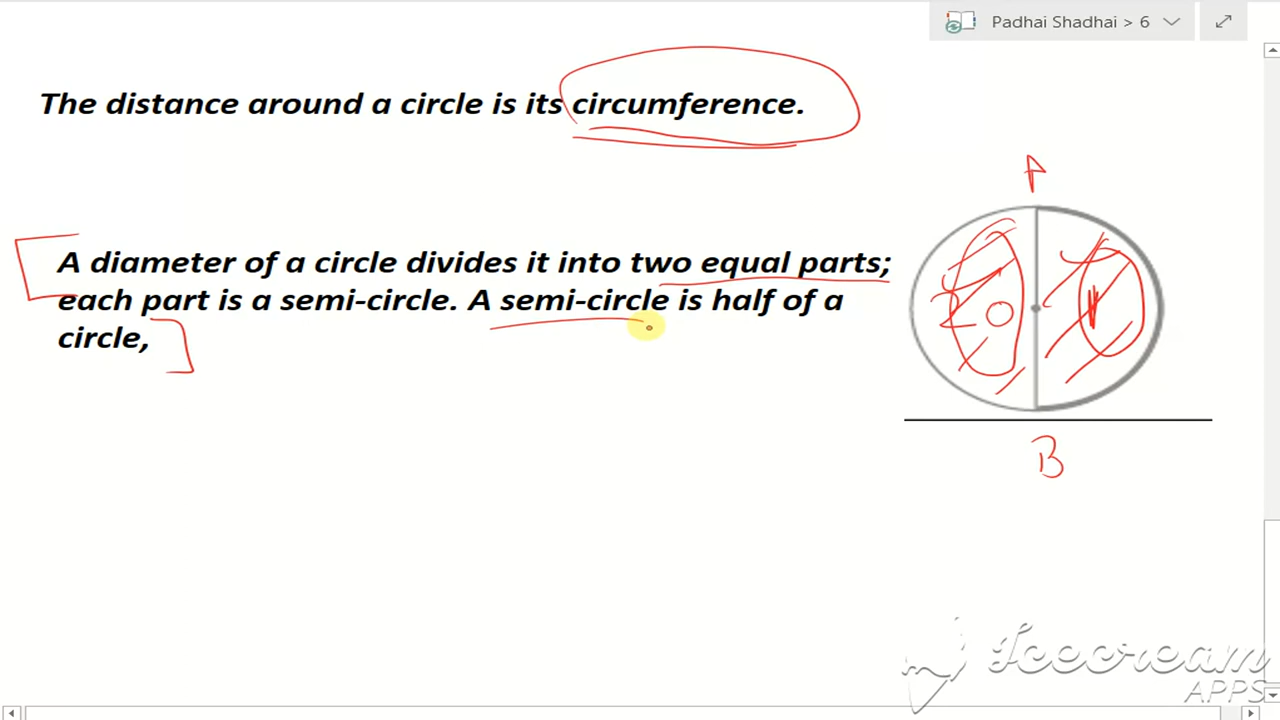 Padhai Shadhai > 6
The distance around a circle is its circumference.
A
A diameter of a circle divides it into two equal parts;
each part is a semi-circle. A semi-circle is half of a
circle,
B
Icecream
APPS